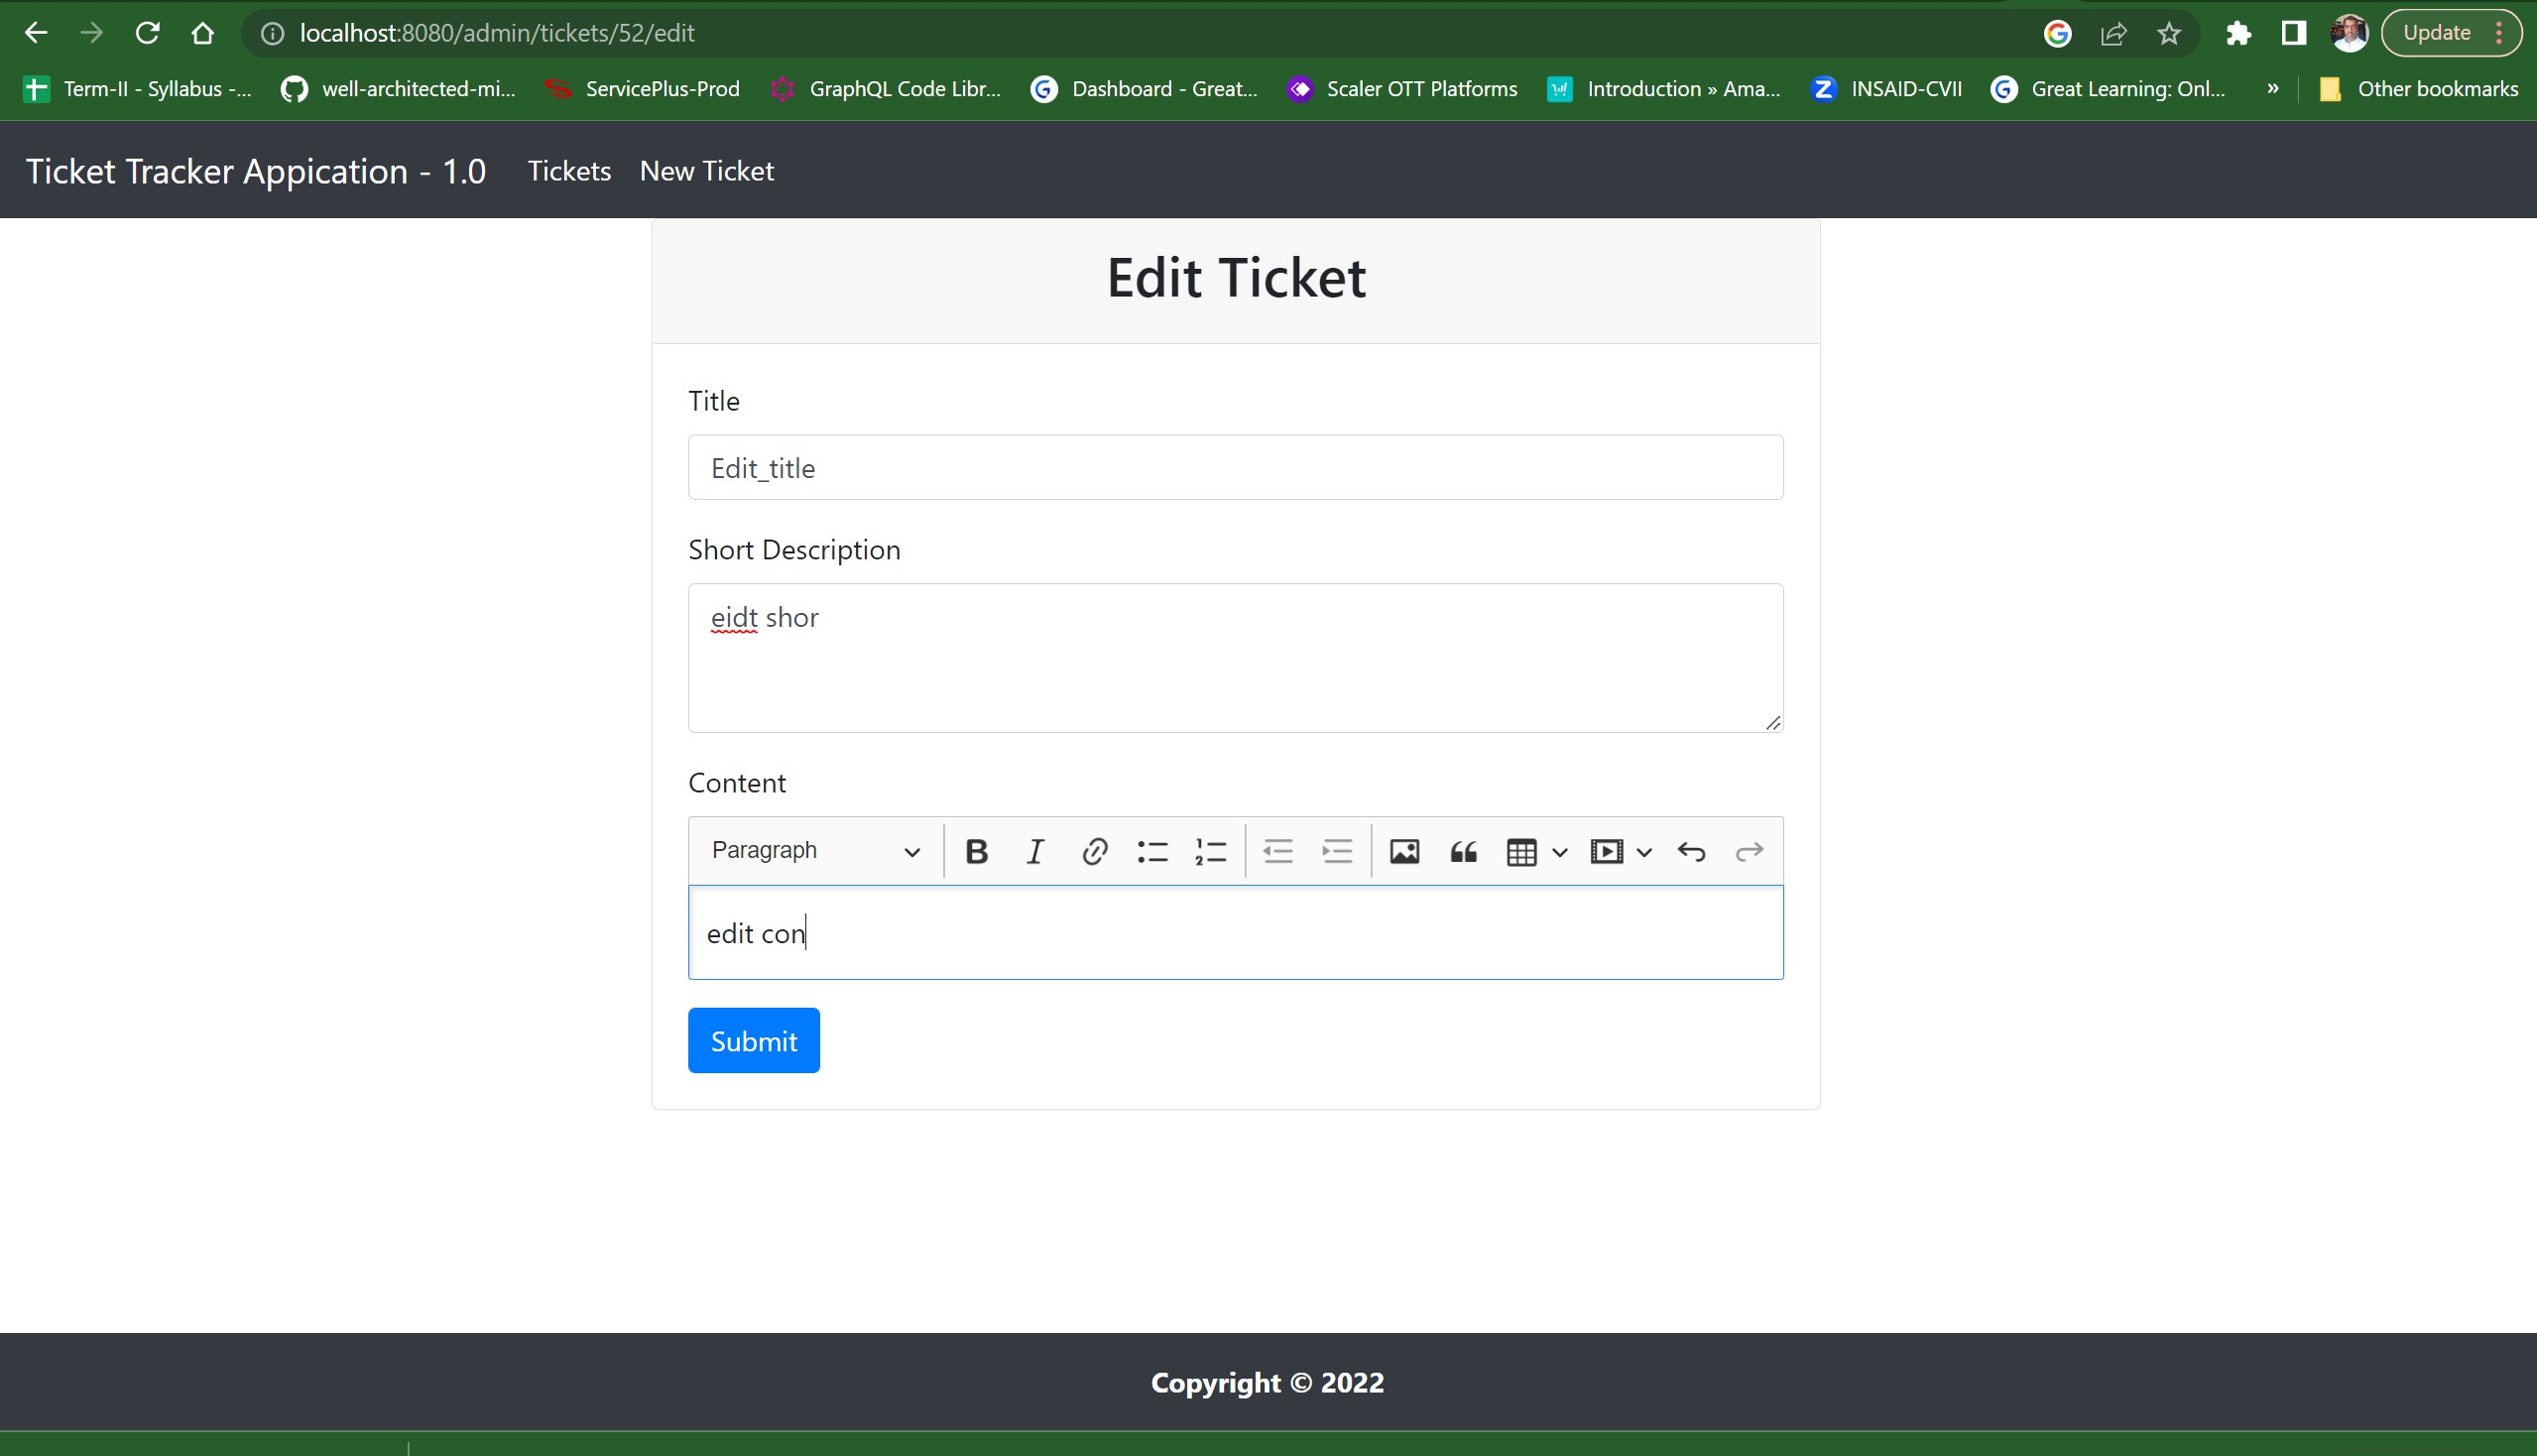 localhost:8080/admin/tickets/52/edit
Update
Term-II - Syllabus -...
well-architected-mi...
ServicePlus-Prod
GraphQL Code Libr...
Dashboard - Great...
Scaler OTT Platforms
Introduction » Ama...
INSAID-CVII
Great Learning: Onl...
»
Other bookmarks
Ticket Tracker Appication - 1.0
Tickets
New Ticket
Edit Ticket
Title
Edit_title
Short Description
eidt shor
Content
Paragraph
edit con
Submit
Copyright © 2022